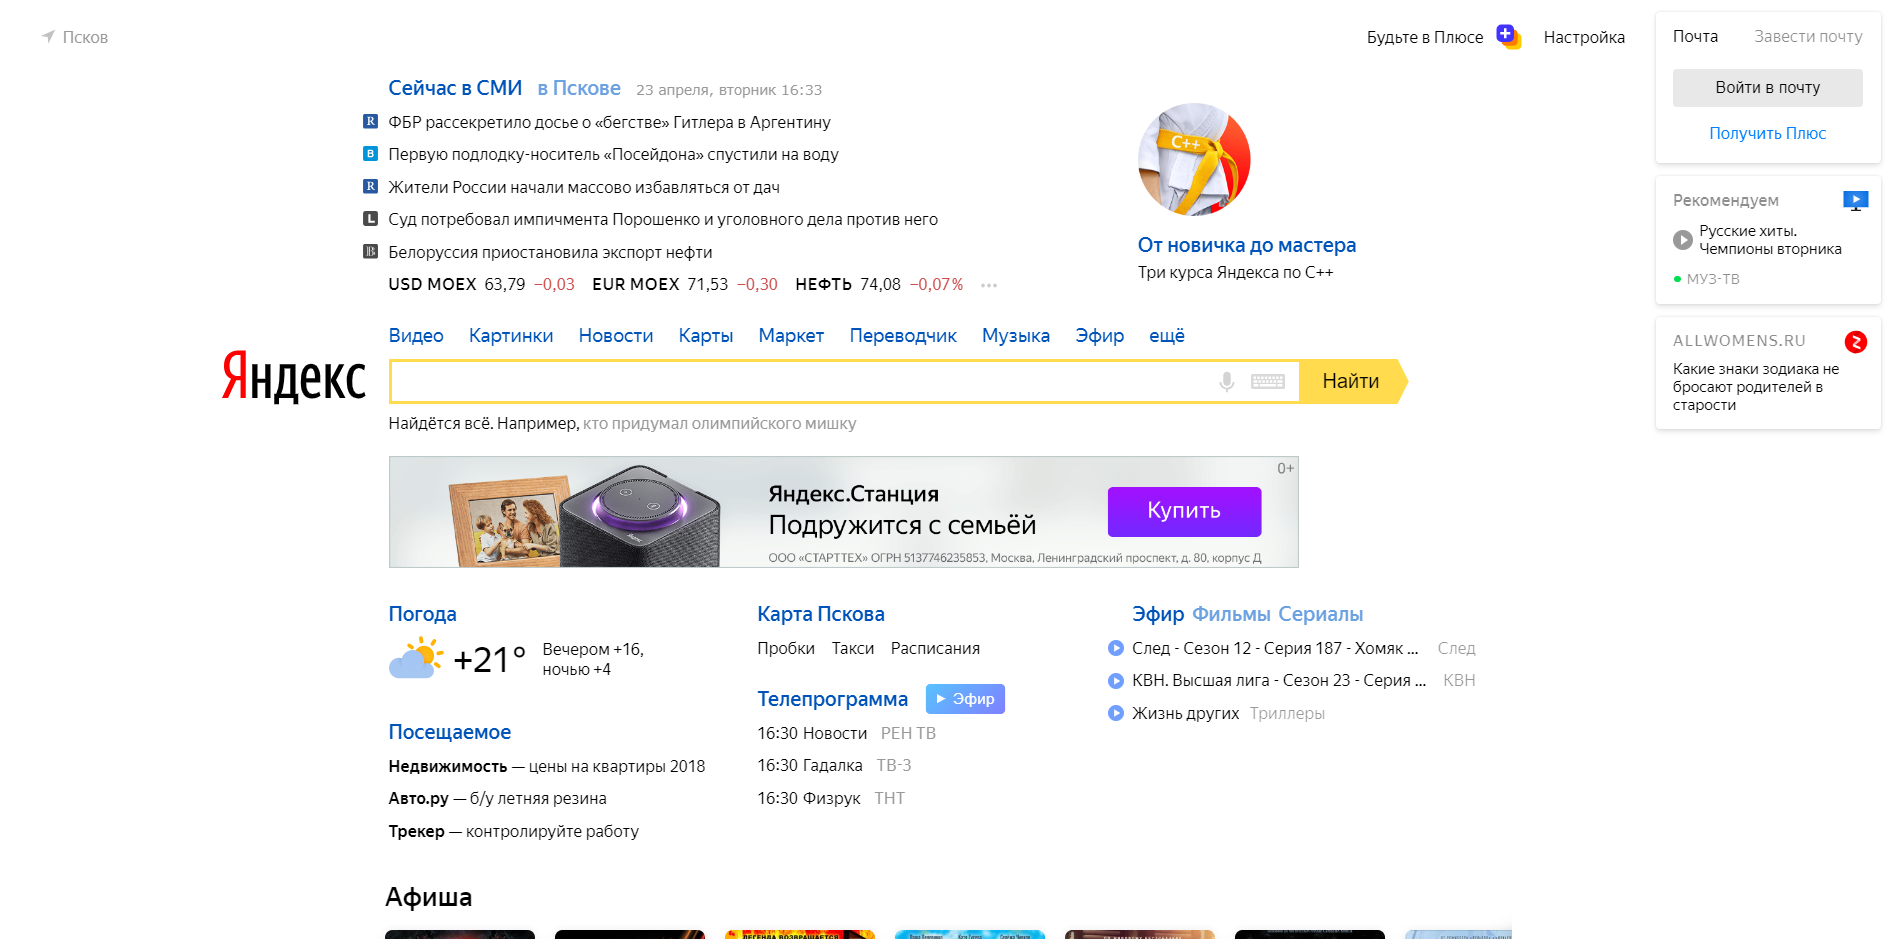 Псков
Будьте в Плюсе
Настройка
Почта
Завести почту
Войти в почту
Получить Плюс
Сейчас в СМИ в Пскове 23 апреля, вторник 16:33
ФБР рассекретило досье о «бегстве» Гитлера в Аргентину
Первую подлодку-носитель «Посейдона» спустили на воду
Жители России начали массово избавляться от дач
Суд потребовал импичмента Порошенко и уголовного дела против него
Белоруссия приостановила экспорт нефти
USD MOEX 63,79 −0,03 EUR MOEX 71,53 −0,30 НЕФТЬ 74,08 −0,07% ···
C++
От новичка до мастера
Три курса Яндекса по C++
Рекомендуем
Русские хиты.
Чемпионы вторника
МУЗ-ТВ
ALLWOMENS.RU
Какие знаки зодиака не
бросают родителей в
старости
Видео Картинки Новости Карты Маркет Переводчик Музыка Эфир ещё
Яндекс
Найти
Найдётся всё. Например, кто придумал олимпийского мишку
0+
Яндекс.Станция
Подружится с семьёй
Купить
ООО «СТАРТТЕХ» ОГРН 5137746235853, Москва, Ленинградский проспект, д. 80, корпус Д
Погода
+21°
Вечером +16,
ночью +4
Посещаемое
Недвижимость — цены на квартиры 2018
Авто.ру — б/у летняя резина
Трекер — контролируйте работу
Карта Пскова
Пробки Такси Расписания
Телепрограмма Эфир
16:30 Новости РЕН ТВ
16:30 Гадалка ТВ-3
16:30 Физрук ТНТ
Эфир Фильмы Сериалы
След - Сезон 12 - Серия 187 - Хомяк ... След
КВН. Высшая лига - Сезон 23 - Серия ... КВН
Жизнь других Триллеры
Афиша
ЛЕГЕНДА ВОЗВРАЩАЕТСЯ